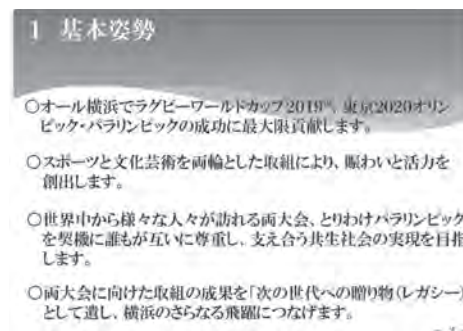 1 基本姿勢
○オール横浜でラグビーワールドカップ2019™、東京2020オリン
ピック・パラリンピックの成功に最大限貢献します。
○スポーツと文化芸術を両輪とした取組により、賑わいと活力を
創出します。
○世界中から様々な人々が訪れる両大会、とりわけパラリンピック
を契機に誰もが互いに尊重し、支え合う共生社会の実現を目指
します。
○両大会に向けた取組の成果を「次の世代への贈り物（レガシー）
として遺し、横浜のさらなる飛躍につなげます。